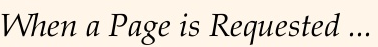 When a Page is Requested ...